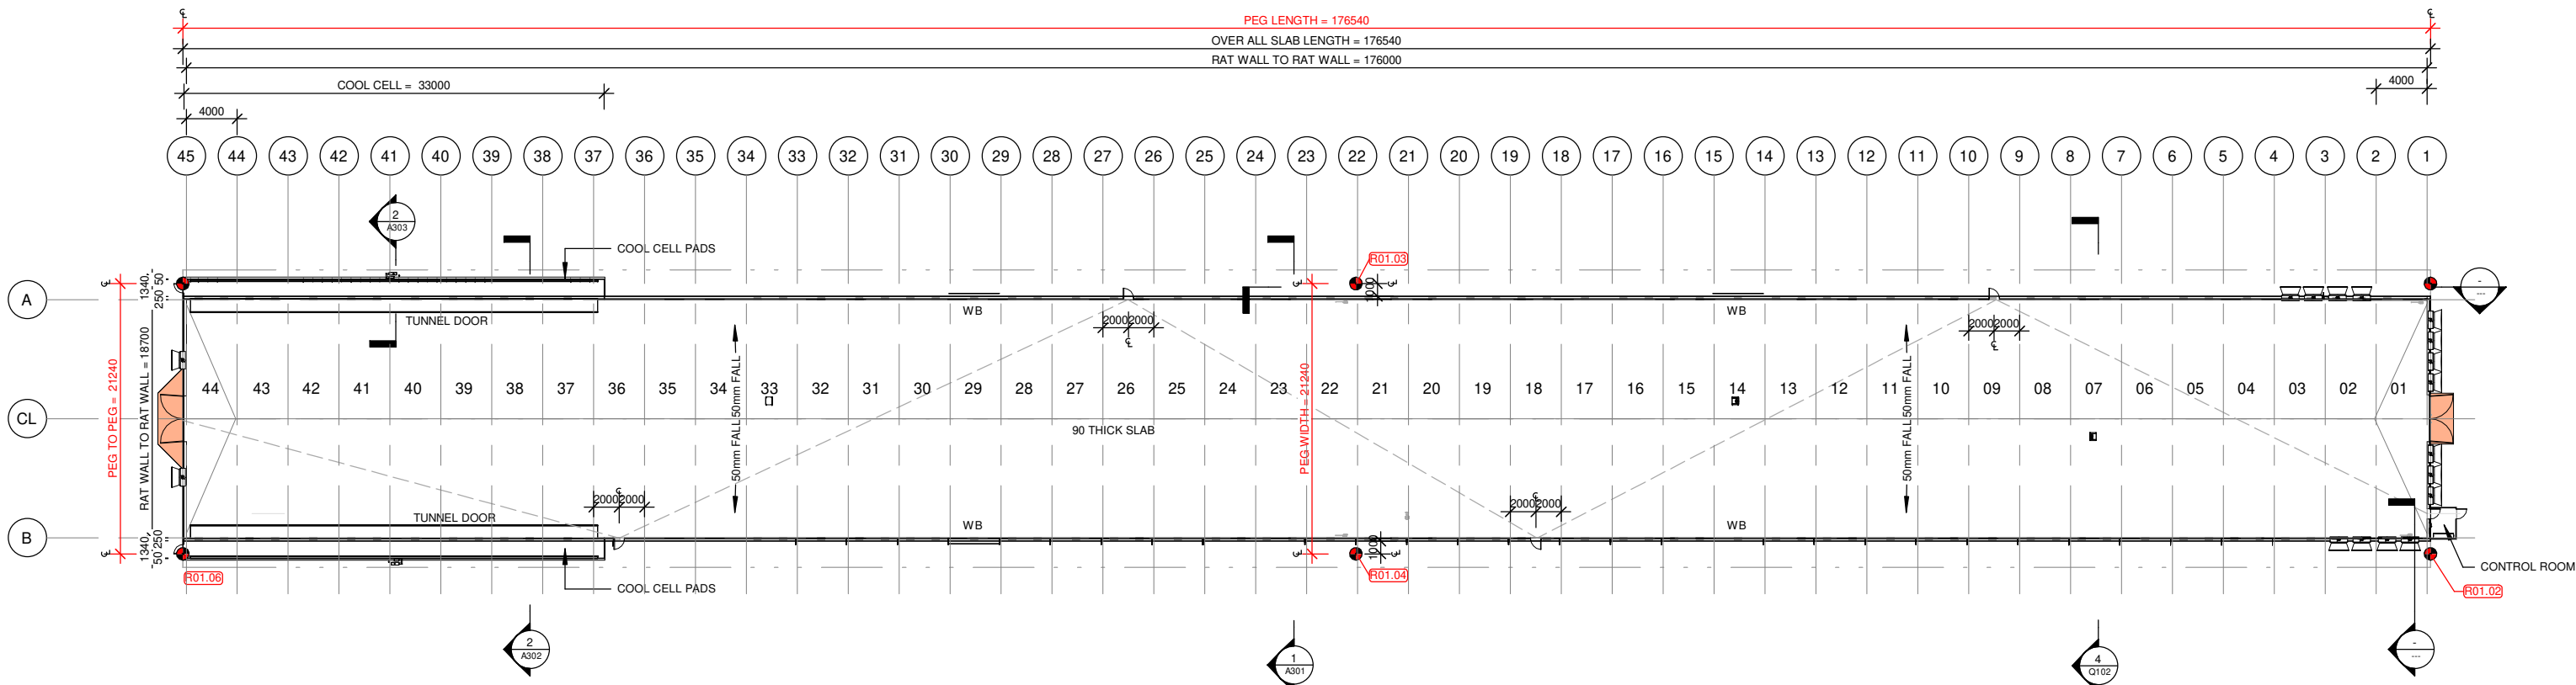 PEG LENGTH = 176540
OVER ALL SLAB LENGTH = 176540
RAT WALL TO RAT WALL = 176000
COOL CELL = 33000
4000
4000
45 44 43 42 41 40 39 38 37 36 35 34 33 32 31 30 29 28 27 26 25 24 23 22 21 20 19 18 17 16 15 14 13 12 11 10 9 8 7 6 5 4 3 2 1
2
A303
COOL CELL PADS
R01.03
-
---
A
1340
50
250
1000
TUNNEL DOOR
WB
WB
20002000
20002000
PEG TO PEG = 21240
RAT WALL TO RAT WALL = 18700
50mm FALL
50mm FALL
PEG WIDTH = 21240
50mm FALL
50mm FALL
44 43 42 41 40 39 38 37 36 35 34 33 32 31 30 29 28 27 26 25 24 23 22 21 20 19 18 17 16 15 14 13 12 11 10 09 08 07 06 05 04 03 02 01
CL
90 THICK SLAB
20002000
20002000
TUNNEL DOOR
WB
WB
B
1340
250
50
1000
R01.06
R01.04
COOL CELL PADS
CONTROL ROOM
R01.02
2
A302
1
A301
4
Q102
-
---